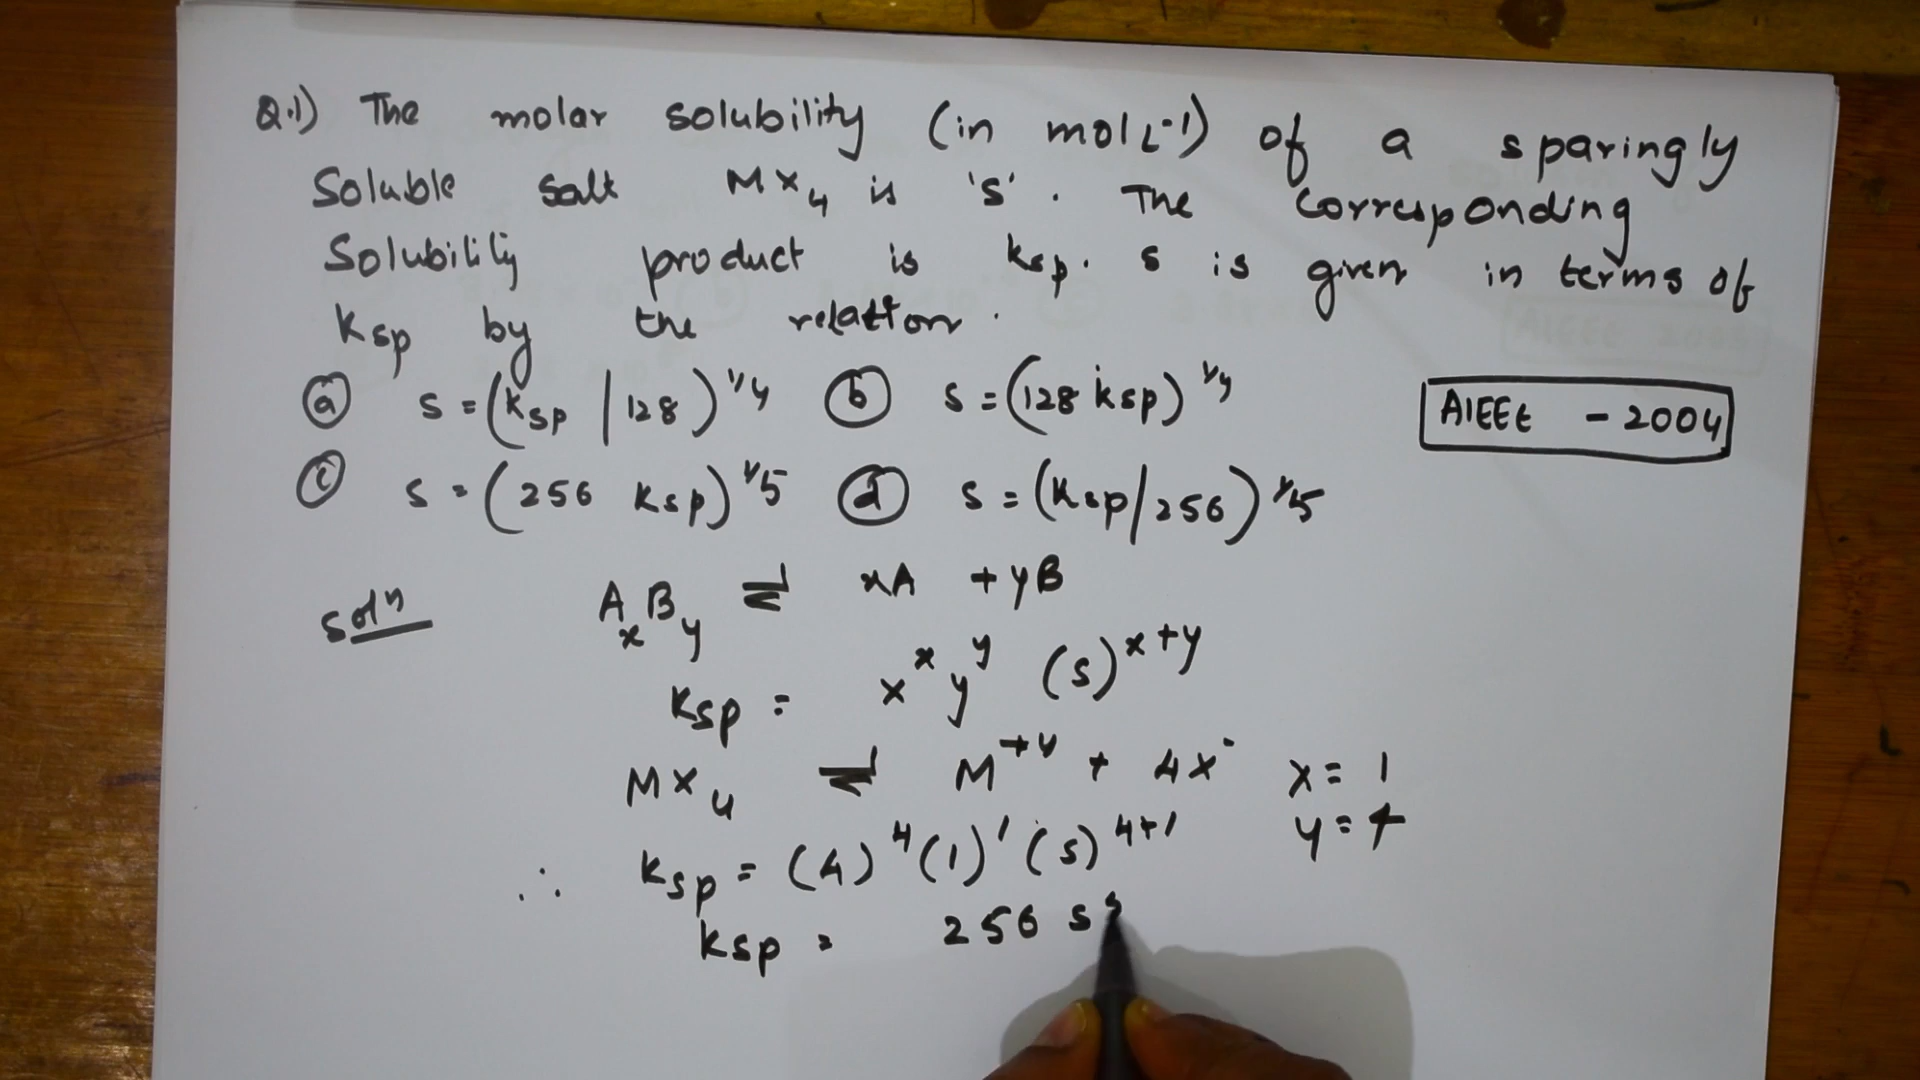 Q.1) The molar solubility (in mol L-1) of a sparingly
Soluble salt MX4 is 's'. The corresponding
Solubility product is ksp. s is given in terms of
Ksp by the relation.
(a) s = (ksp | 128)^1/4 (b) s = (128 ksp)^1/4
AIEEE - 2004
(c) s = (256 ksp)^1/5 (d) s = (ksp/256)^1/5
Soln
AxBy ⇌ xA + yB
Ksp = x^x y^y (s)^x+y
MX4 ⇌ M^+4 + 4X^- x = 1
y = 4
∴ Ksp = (4)^4 (1)^1 (s)^4+1
Ksp = 256 s